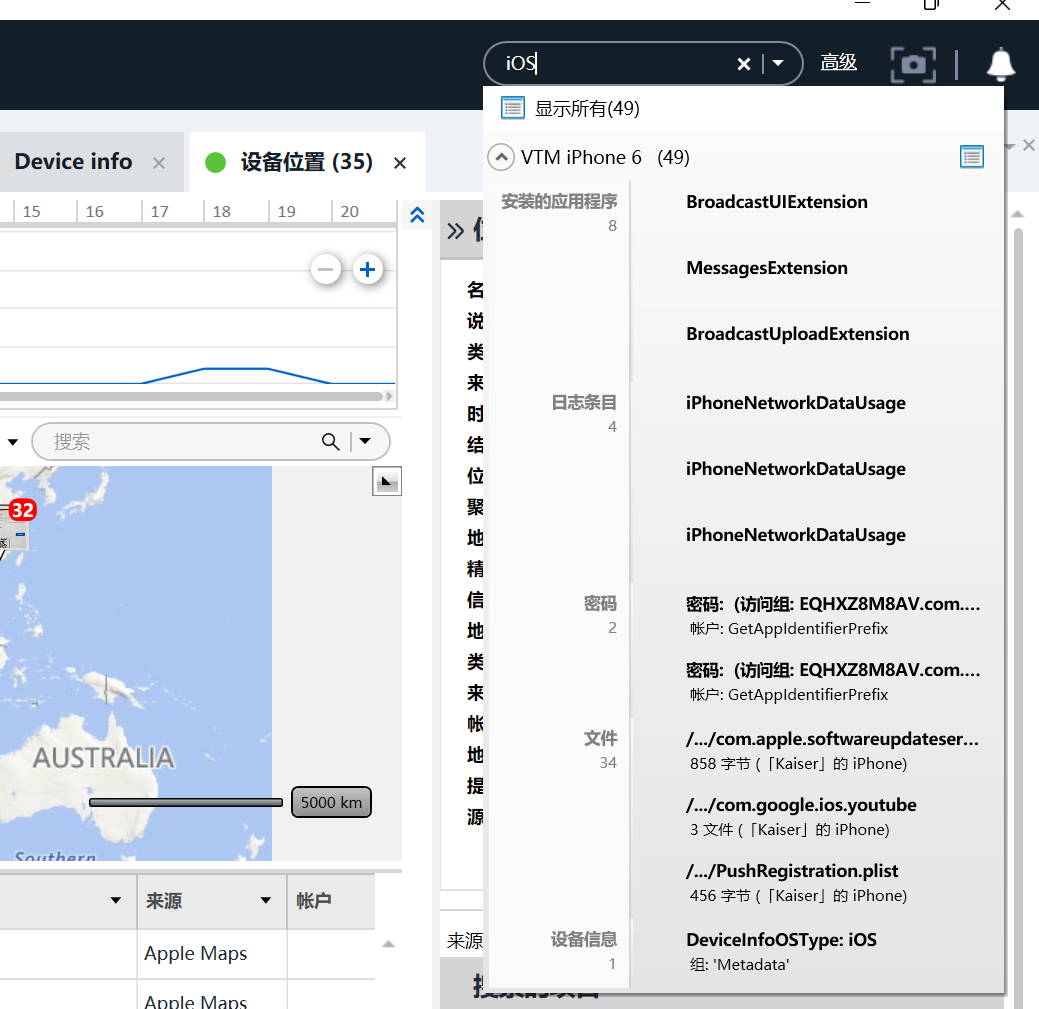 iOS
高级
显示所有(49)
Device info
设备位置 (35)
VTM iPhone 6 (49)
15 16 17 18 19 20
安装的应用程序
8
BroadcastUIExtension
MessagesExtension
BroadcastUploadExtension
日志条目
4
iPhoneNetworkDataUsage
iPhoneNetworkDataUsage
iPhoneNetworkDataUsage
密码
2
密码: (访问组: EQHXZ8M8AV.com....
帐户: GetAppIdentifierPrefix
密码: (访问组: EQHXZ8M8AV.com....
帐户: GetAppIdentifierPrefix
文件
34
/.../com.apple.softwareupdateser...
858 字节 (「Kaiser」的 iPhone)
/.../com.google.ios.youtube
3 文件 (「Kaiser」的 iPhone)
/.../PushRegistration.plist
456 字节 (「Kaiser」的 iPhone)
设备信息
1
DeviceInfoOSType: iOS
组: 'Metadata'
名
说
类
来
时
结
位
聚
地
精
信
地
类
来
帐
地
提
源
来源
搜索的项目
搜索
32
AUSTRALIA
5000 km
Southern
来源
帐户
Apple Maps
Apple Maps